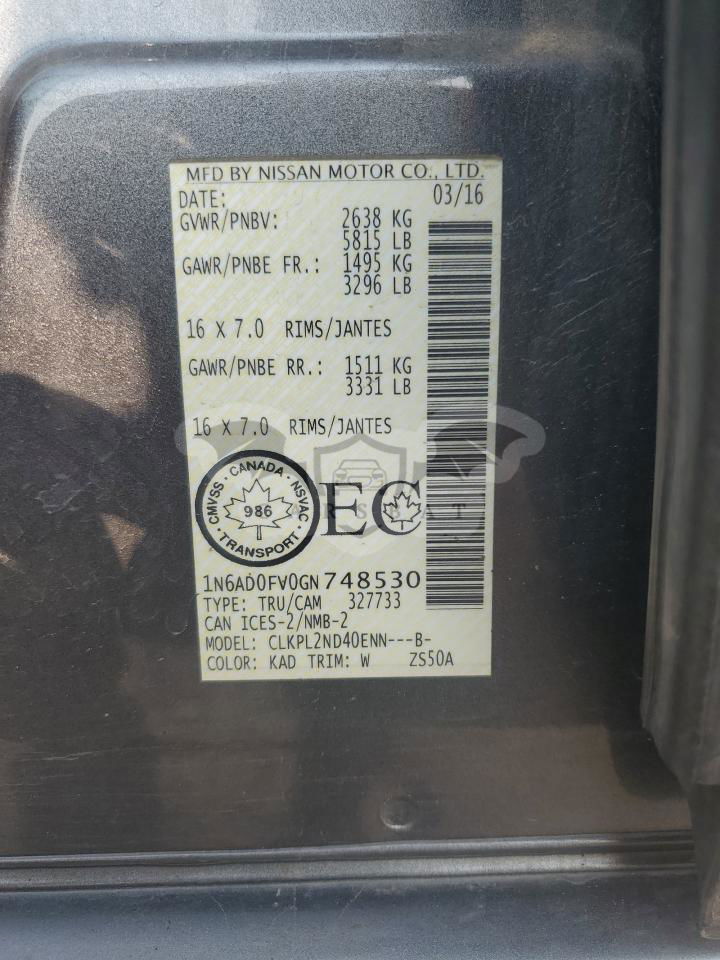 MFD BY NISSAN MOTOR CO., LTD.
DATE: 03/16
GVWR/PNBV: 2638 KG
5815 LB
GAWR/PNBE FR.: 1495 KG
3296 LB
16 X 7.0 RIMS/JANTES
GAWR/PNBE RR.: 1511 KG
3331 LB
16 X 7.0 RIMS/JANTES
CMVSS · CANADA · NSVAC
986
· TRANSPORT ·
EC
1N6AD0FV0GN748530
TYPE: TRU/CAM 327733
CAN ICES-2/NMB-2
MODEL: CLKPL2ND40ENN---B-
COLOR: KAD TRIM: W ZS50A